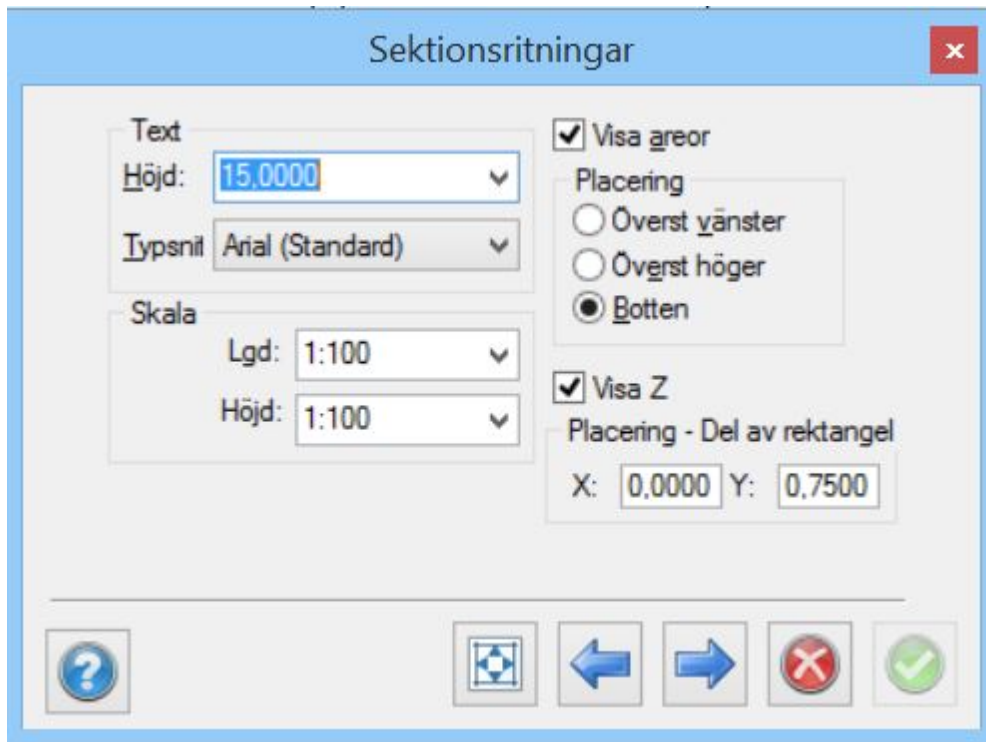 Sektionsritningar
Text
Höjd: 15,0000
Typsnit Arial (Standard)
Skala
Lgd: 1:100
Höjd: 1:100
Visa areor
Placering
Överst vänster
Överst höger
Botten
Visa Z
Placering - Del av rektangel
X: 0,0000 Y: 0,7500